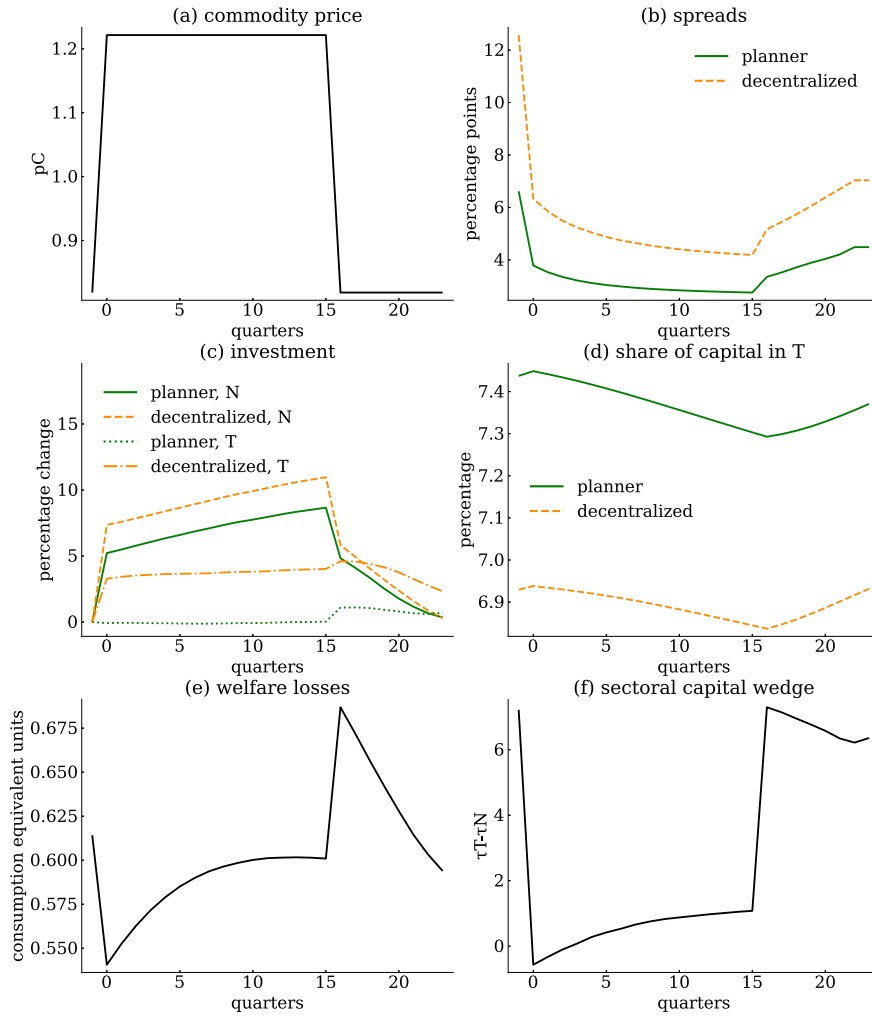 (a) commodity price
1.2
1.1
1.0
0.9
pC
0
5
10
15
20
quarters
(b) spreads
12
10
8
6
4
percentage points
planner
decentralized
0
5
10
15
20
quarters
(c) investment
15
10
5
0
percentage change
planner, N
decentralized, N
planner, T
decentralized, T
0
5
10
15
20
quarters
(d) share of capital in T
7.4
7.3
7.2
7.1
7.0
6.9
percentage
planner
decentralized
0
5
10
15
20
quarters
(e) welfare losses
0.675
0.650
0.625
0.600
0.575
0.550
consumption equivalent units
0
5
10
15
20
quarters
(f) sectoral capital wedge
6
4
2
0
τT-τN
0
5
10
15
20
quarters